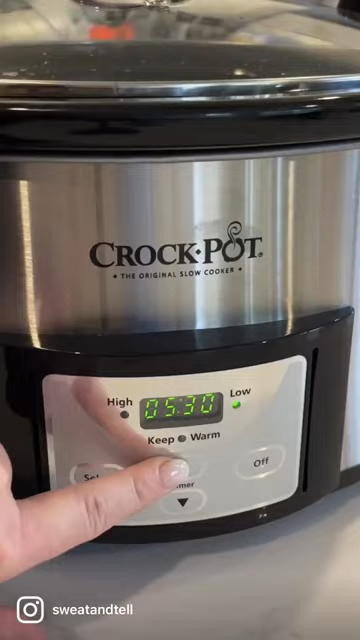 CROCK·POT®
• THE ORIGINAL SLOW COOKER •
High
Low
05:30
Keep Warm
Off
▼
sweatandtell